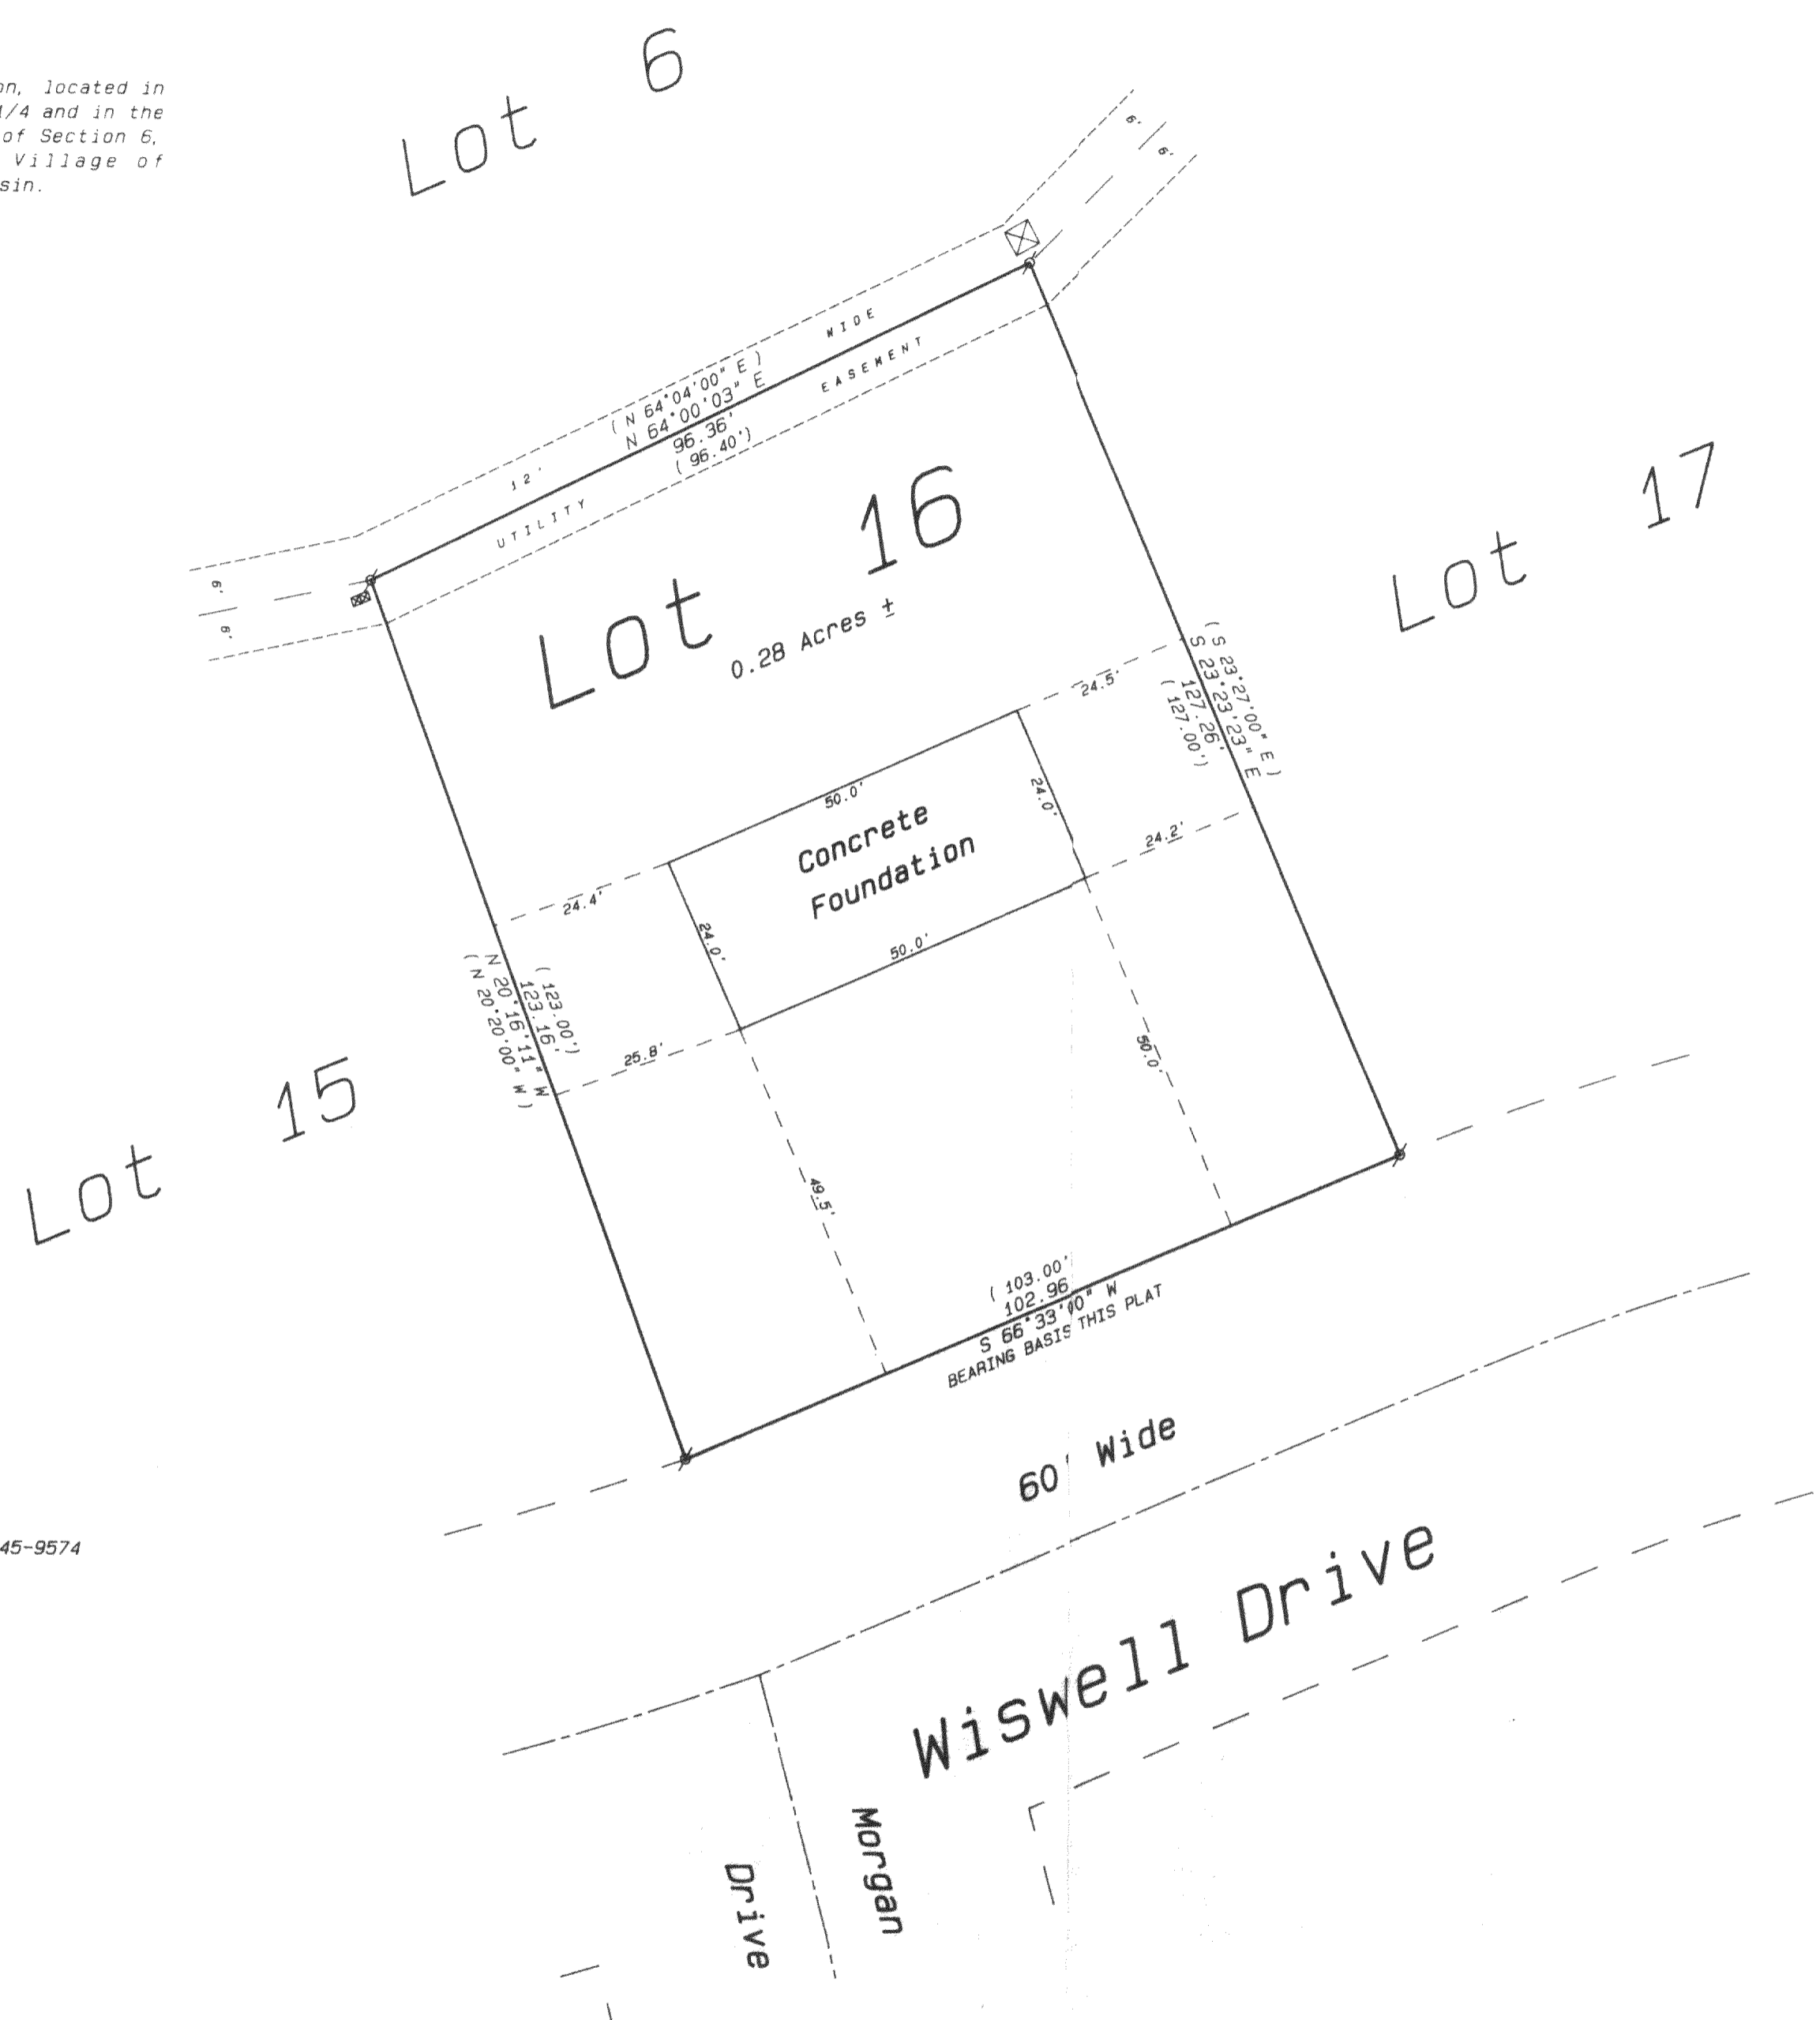 on, located in
1/4 and in the
of Section 6,
Village of
sin.
Lot 6
6'
6'
WIDE
12'
( N 64°04'00" E )
N 64°00'03" E
96.36'
( 96.40')
UTILITY EASEMENT
6'
6'
Lot 16
0.28 Acres ±
Lot 17
( S 23°27'00" E )
S 23°23'23" E
127.26'
( 127.00')
24.5'
50.0'
24.0'
Concrete
Foundation
24.2'
24.4'
24.0'
50.0'
( 123.00')
123.16'
N 20°16'11" W
( N 20°20'00" W )
25.8'
50.0'
49.5'
Lot 15
( 103.00'
102.96
S 66°33'00" W
BEARING BASIS THIS PLAT
60' Wide
Wiswell Drive
45-9574
Morgan
Drive